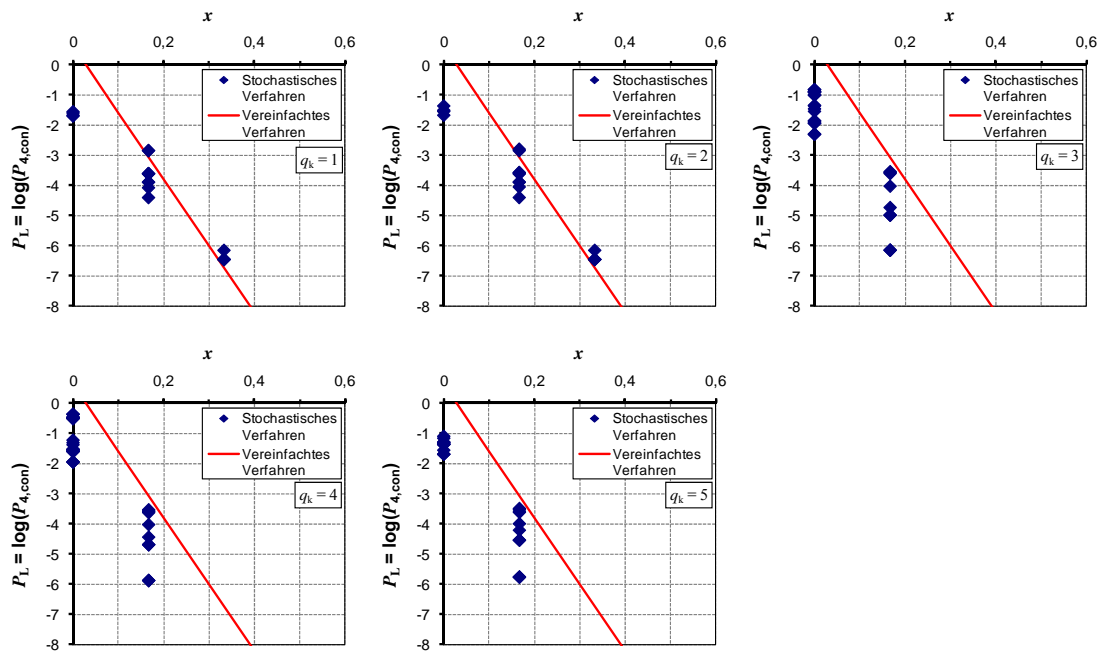 x
0 0,2 0,4 0,6
0
-1
-2
-3
-4
-5
-6
-7
-8
P_L = log(P_4,con)
Stochastisches
Verfahren
Vereinfachtes
Verfahren
q_k = 1
x
0 0,2 0,4 0,6
0
-1
-2
-3
-4
-5
-6
-7
-8
P_L = log(P_4,con)
Stochastisches
Verfahren
Vereinfachtes
Verfahren
q_k = 2
x
0 0,2 0,4 0,6
0
-1
-2
-3
-4
-5
-6
-7
-8
P_L = log(P_4,con)
Stochastisches
Verfahren
Vereinfachtes
Verfahren
q_k = 3
x
0 0,2 0,4 0,6
0
-1
-2
-3
-4
-5
-6
-7
-8
P_L = log(P_4,con)
Stochastisches
Verfahren
Vereinfachtes
Verfahren
q_k = 4
x
0 0,2 0,4 0,6
0
-1
-2
-3
-4
-5
-6
-7
-8
P_L = log(P_4,con)
Stochastisches
Verfahren
Vereinfachtes
Verfahren
q_k = 5